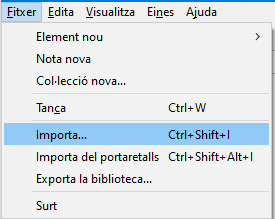 Fitxer Edita Visualitza Eines Ajuda
Element nou
Nota nova
Col·lecció nova...
Tanca Ctrl+W
Importa... Ctrl+Shift+I
Importa del portaretalls Ctrl+Shift+Alt+I
Exporta la biblioteca...
Surt